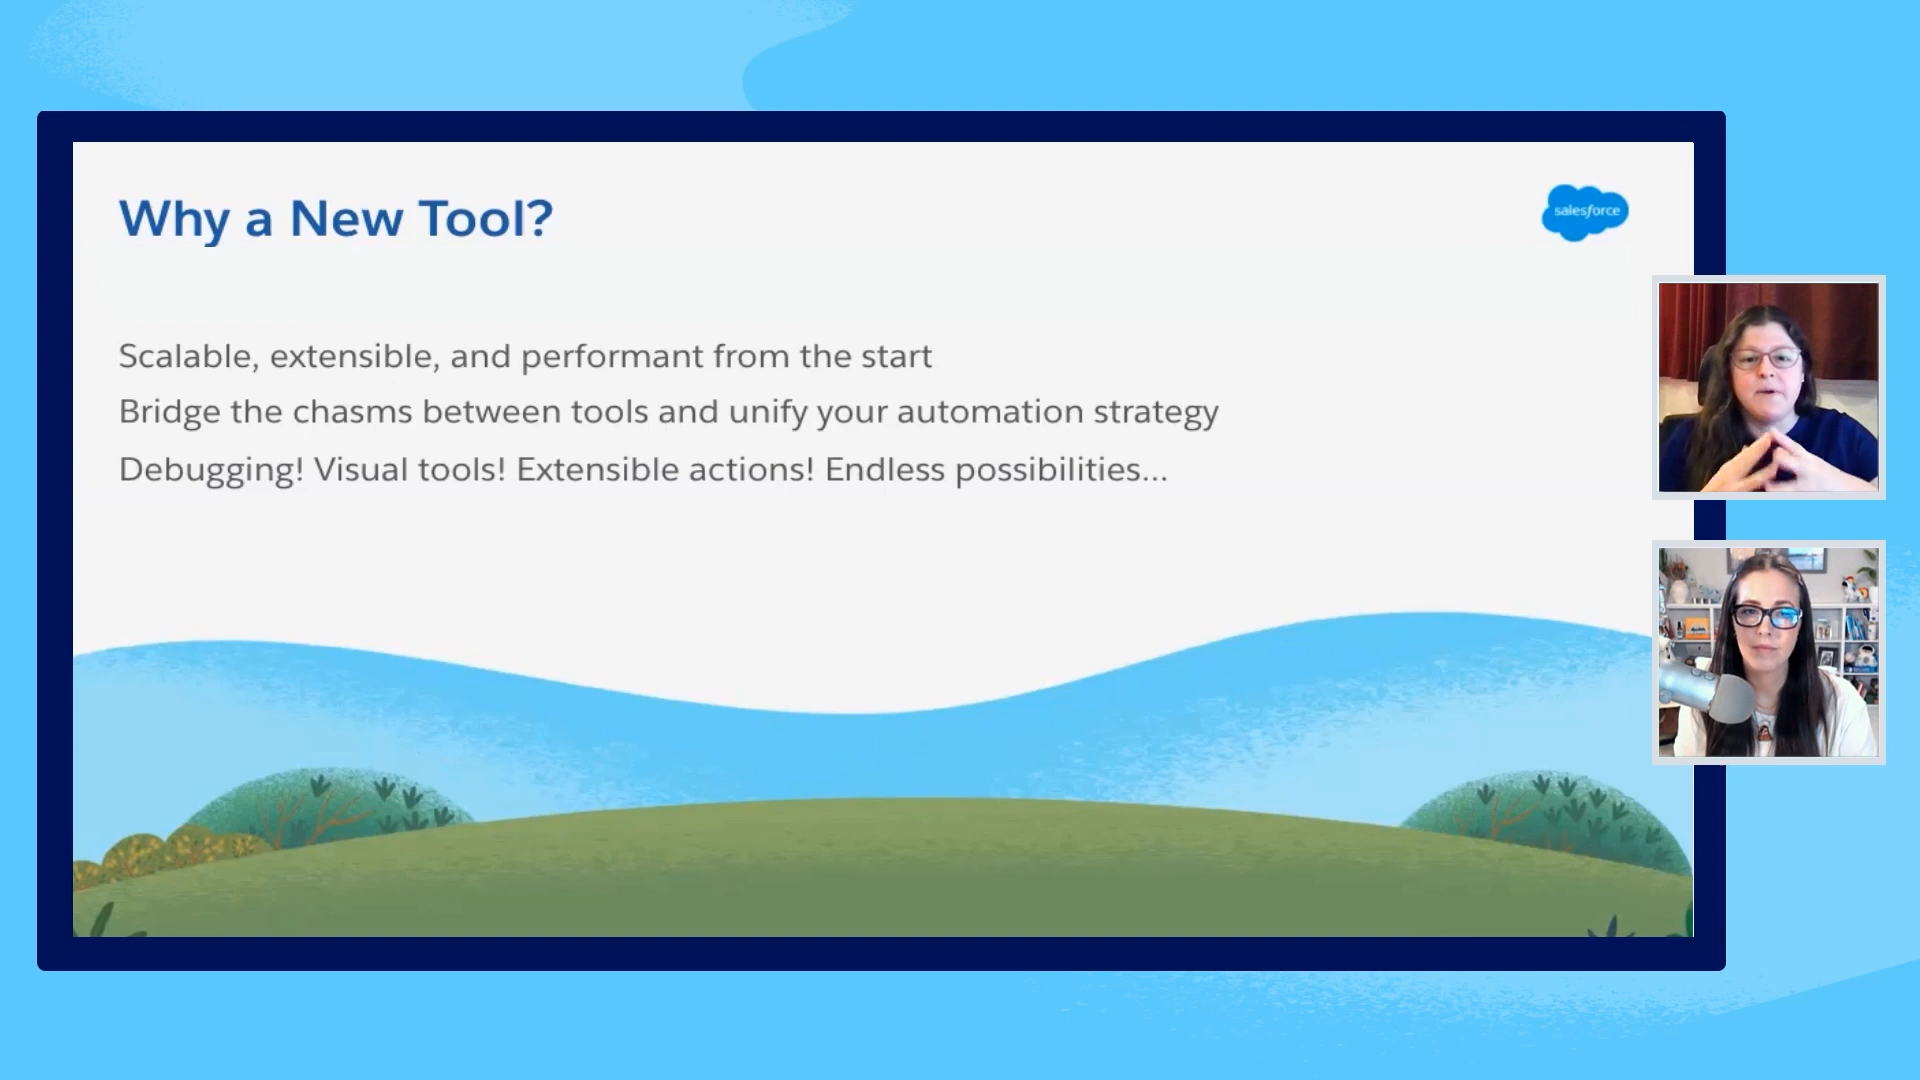 Why a New Tool?
salesforce
Scalable, extensible, and performant from the start
Bridge the chasms between tools and unify your automation strategy
Debugging! Visual tools! Extensible actions! Endless possibilities...